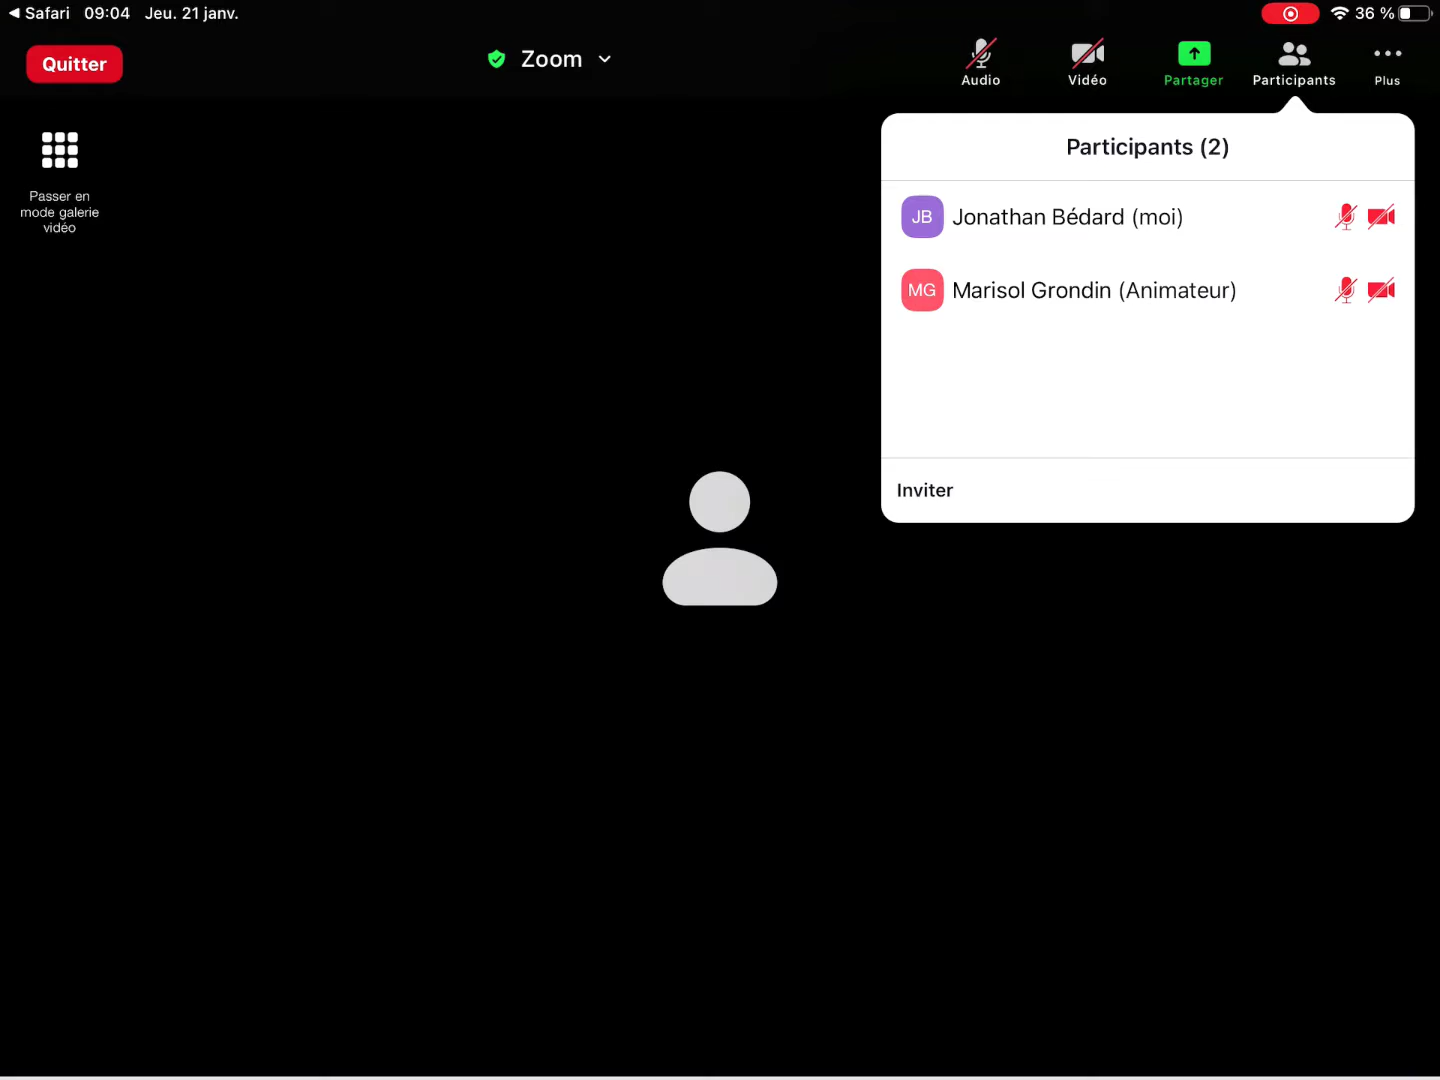 Safari 09:04 Jeu. 21 janv. 36 %
Quitter
Zoom
Audio
Vidéo
Partager
Participants
Plus
Passer en
mode galerie
vidéo
Participants (2)
JB Jonathan Bédard (moi)
MG Marisol Grondin (Animateur)
Inviter